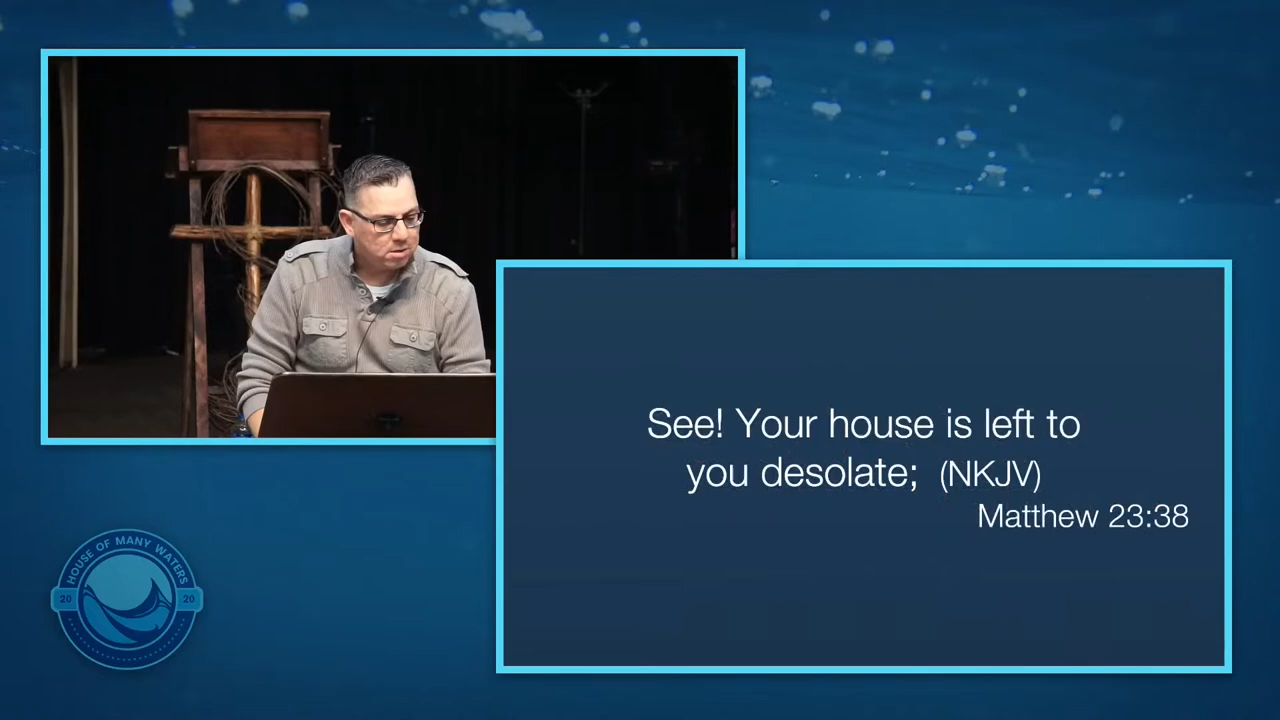 See! Your house is left to
you desolate; (NKJV)
Matthew 23:38
HOUSE OF MANY WATERS
20 20